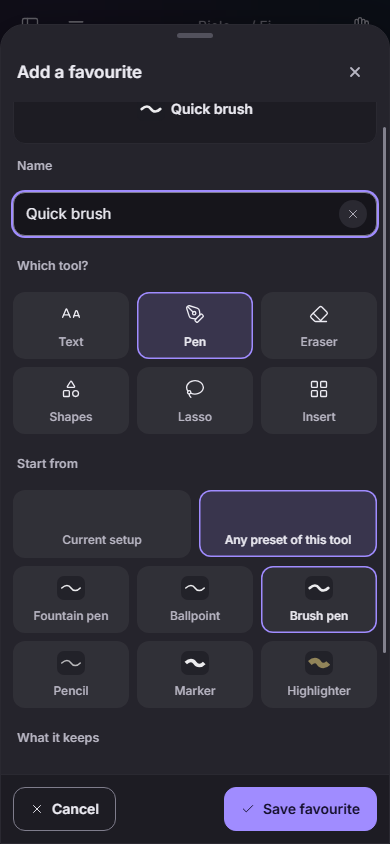 Add a favourite
Quick brush
Name
Quick brush
Which tool?
Text
Pen
Eraser
Shapes
Lasso
Insert
Start from
Current setup
Any preset of this tool
Fountain pen
Ballpoint
Brush pen
Pencil
Marker
Highlighter
What it keeps
Cancel
Save favourite